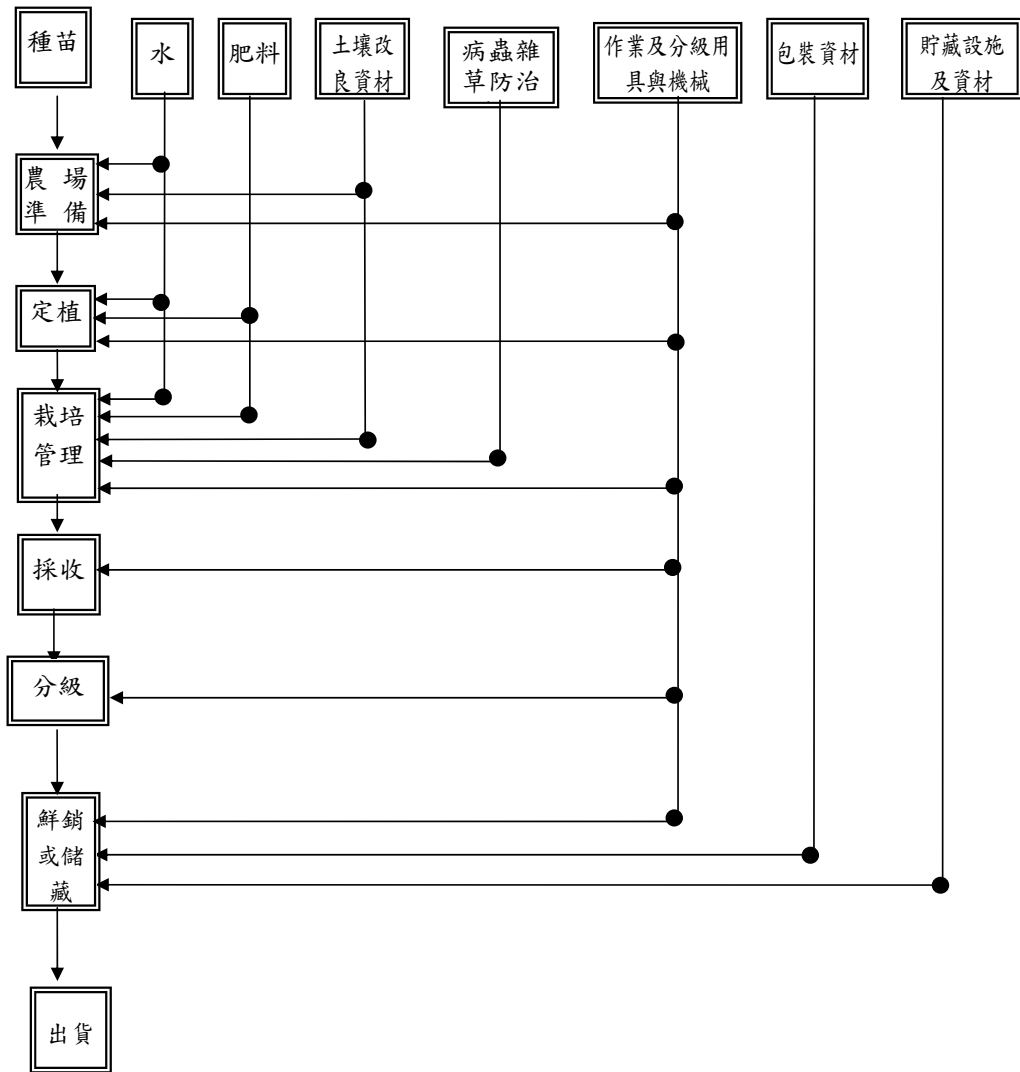 種苗
水
肥料
土壤改
良資材
病蟲雜
草防治
作業及分級用
具與機械
包裝資材
貯藏設施
及資材
農場
準備
定植
栽培
管理
採收
分級
鮮銷
或儲
藏
出貨